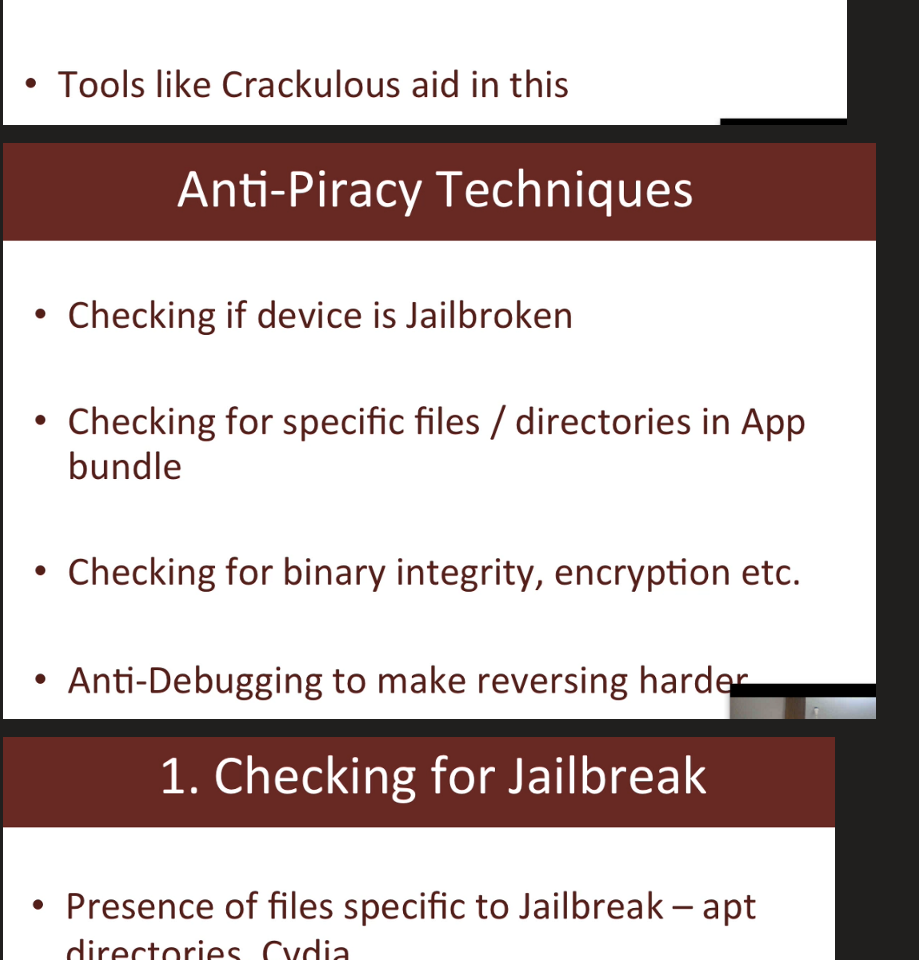 • Tools like Crackulous aid in this
Anti-Piracy Techniques
• Checking if device is Jailbroken
• Checking for specific files / directories in App
bundle
• Checking for binary integrity, encryption etc.
• Anti-Debugging to make reversing harder
1. Checking for Jailbreak
• Presence of files specific to Jailbreak – apt
directories, Cydia